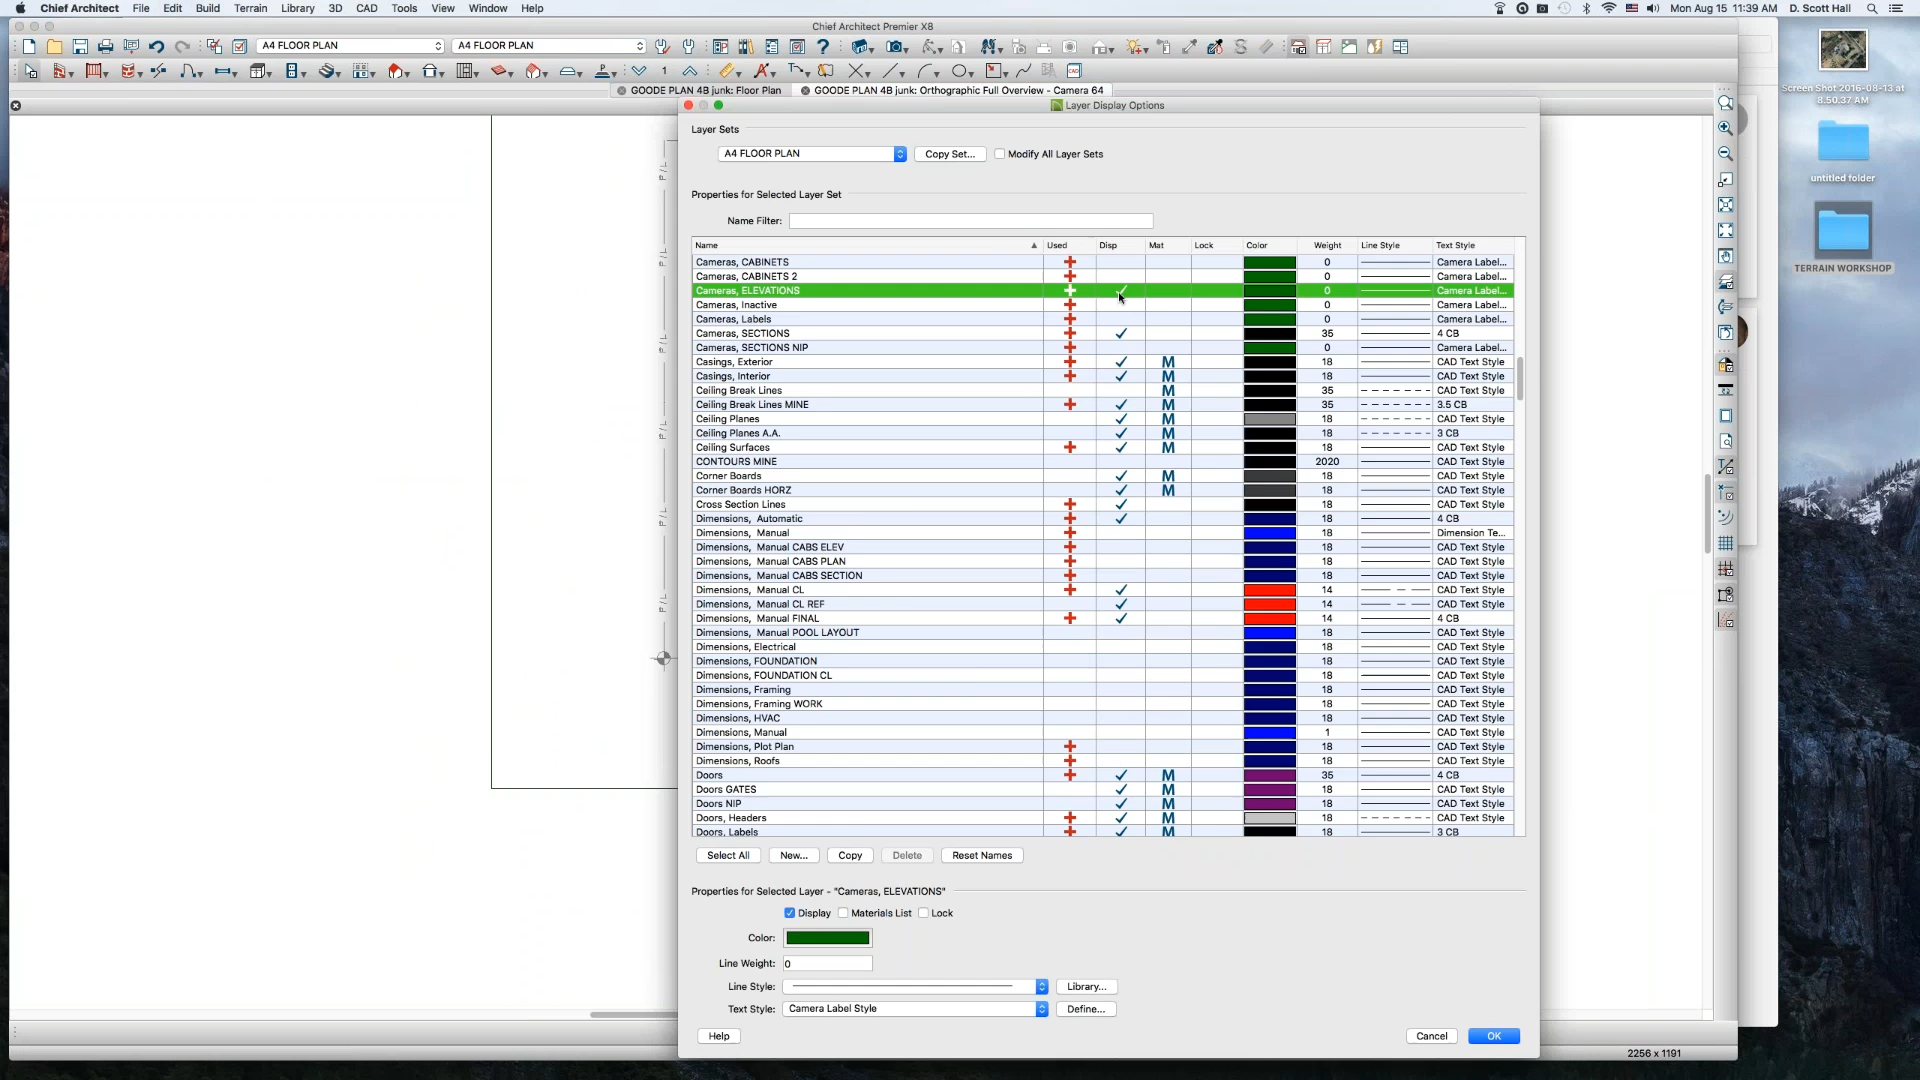 Chief Architect File Edit Build Terrain Library 3D CAD Tools View Window Help Mon Aug 15 11:39 AM D. Scott Hall
Chief Architect Premier X8
A4 FLOOR PLAN A4 FLOOR PLAN
1
GOODE PLAN 4B junk: Floor Plan GOODE PLAN 4B junk: Orthographic Full Overview - Camera 64
Screen Shot 2016-08-13 at 8.50.37 AM
untitled folder
TERRAIN WORKSHOP
P/L
P/L
P/L
P/L
P/L
P/L
Layer Display Options
Layer Sets
A4 FLOOR PLAN Copy Set... Modify All Layer Sets
Properties for Selected Layer Set
Name Filter:
Name Used Disp Mat Lock Color Weight Line Style Text Style
Cameras, CABINETS 0 Camera Label...
Cameras, CABINETS 2 0 Camera Label...
Cameras, ELEVATIONS 0 Camera Label...
Cameras, Inactive 0 Camera Label...
Cameras, Labels 0 Camera Label...
Cameras, SECTIONS 35 4 CB
Cameras, SECTIONS NIP 0 Camera Label...
Casings, Exterior M 18 CAD Text Style
Casings, Interior M 18 CAD Text Style
Ceiling Break Lines M 35 CAD Text Style
Ceiling Break Lines MINE M 35 3.5 CB
Ceiling Planes M 18 CAD Text Style
Ceiling Planes A.A. M 18 3 CB
Ceiling Surfaces M 18 CAD Text Style
CONTOURS MINE 2020 CAD Text Style
Corner Boards M 18 CAD Text Style
Corner Boards HORZ M 18 CAD Text Style
Cross Section Lines 18 CAD Text Style
Dimensions, Automatic 18 4 CB
Dimensions, Manual 18 Dimension Te...
Dimensions, Manual CABS ELEV 18 CAD Text Style
Dimensions, Manual CABS PLAN 18 CAD Text Style
Dimensions, Manual CABS SECTION 18 CAD Text Style
Dimensions, Manual CL 14 CAD Text Style
Dimensions, Manual CL REF 14 CAD Text Style
Dimensions, Manual FINAL 14 4 CB
Dimensions, Manual POOL LAYOUT 18 CAD Text Style
Dimensions, Electrical 18 CAD Text Style
Dimensions, FOUNDATION 18 CAD Text Style
Dimensions, FOUNDATION CL 18 CAD Text Style
Dimensions, Framing 18 CAD Text Style
Dimensions, Framing WORK 18 CAD Text Style
Dimensions, HVAC 18 CAD Text Style
Dimensions, Manual 1 CAD Text Style
Dimensions, Plot Plan 18 CAD Text Style
Dimensions, Roofs 18 CAD Text Style
Doors M 35 4 CB
Doors GATES M 18 CAD Text Style
Doors NIP M 18 CAD Text Style
Doors, Headers M 18 CAD Text Style
Doors, Labels M 18 3 CB
Select All New... Copy Delete Reset Names
Properties for Selected Layer - "Cameras, ELEVATIONS"
Display Materials List Lock
Color:
Line Weight: 0
Line Style: Library...
Text Style: Camera Label Style Define...
Help Cancel OK
2256 x 1191